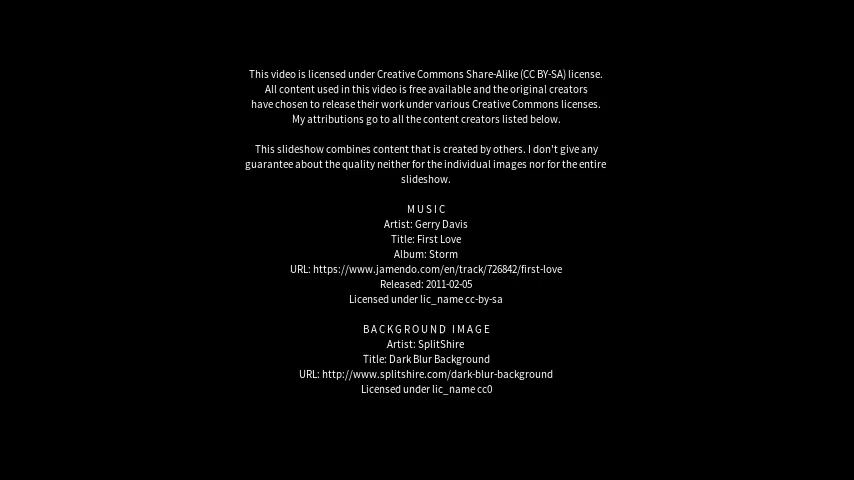 This video is licensed under Creative Commons Share-Alike (CC BY-SA) license.
All content used in this video is free available and the original creators
have chosen to release their work under various Creative Commons licenses.
My attributions go to all the content creators listed below.
This slideshow combines content that is created by others. I don't give any
guarantee about the quality neither for the individual images nor for the entire
slideshow.
MUSIC
Artist: Gerry Davis
Title: First Love
Album: Storm
URL: https://www.jamendo.com/en/track/726842/first-love
Released: 2011-02-05
Licensed under lic_name cc-by-sa
BACKGROUND IMAGE
Artist: SplitShire
Title: Dark Blur Background
URL: http://www.splitshire.com/dark-blur-background
Licensed under lic_name cc0